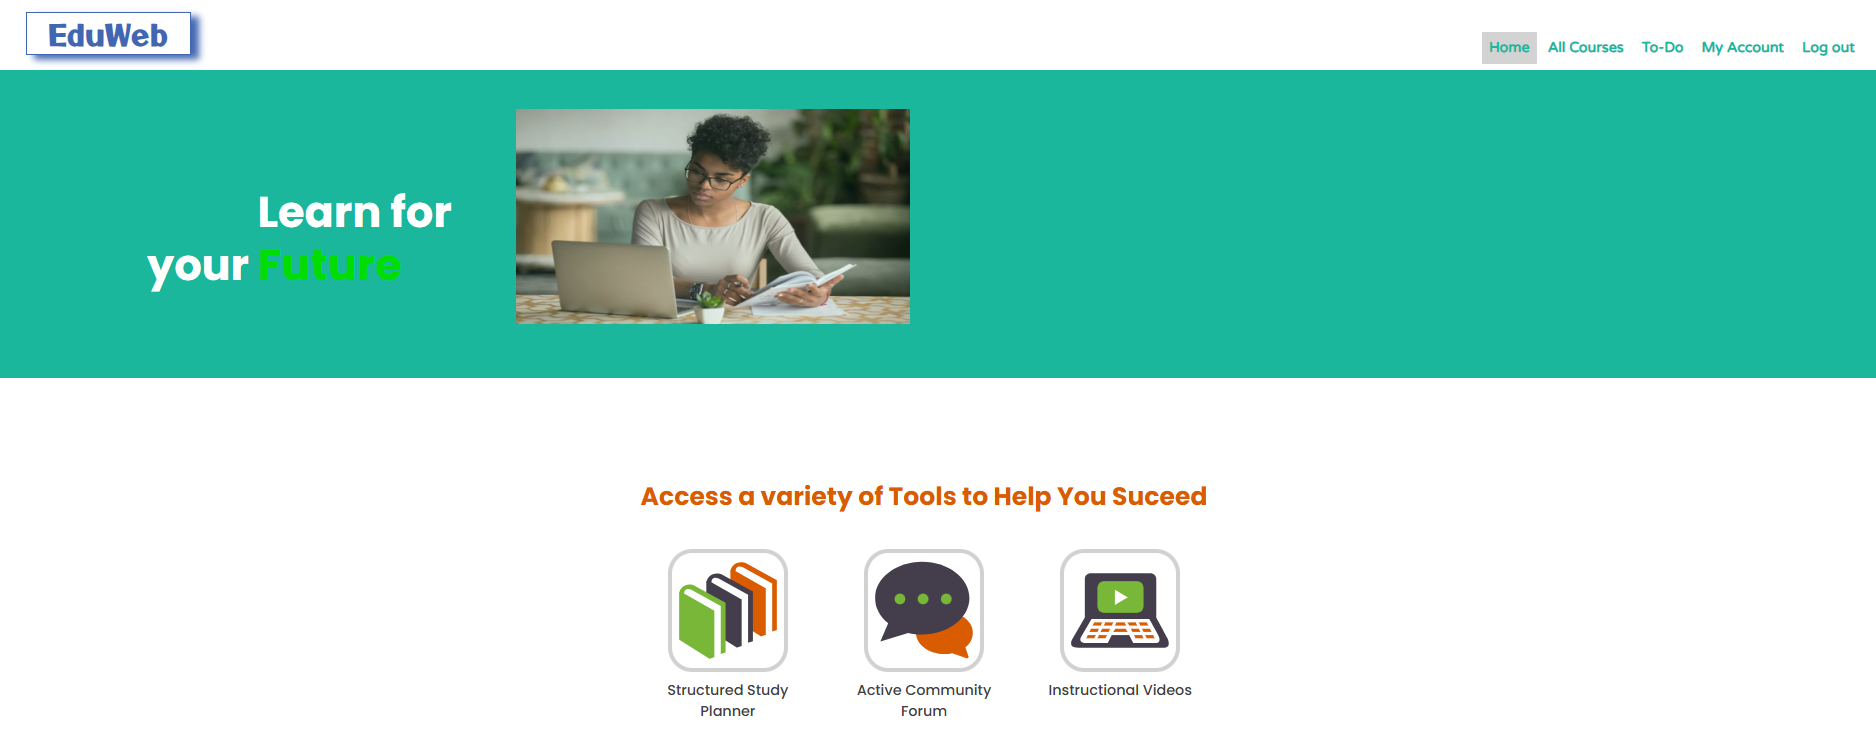 EduWeb
Home All Courses To-Do My Account Log out
Learn for
your Future
Access a variety of Tools to Help You Suceed
Structured Study
Planner
Active Community
Forum
Instructional Videos